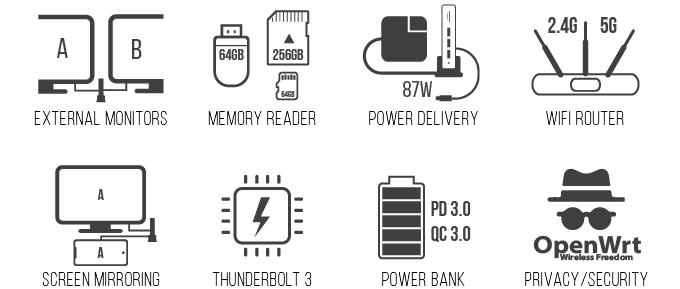 A B
64GB 256GB
64GB
87W
2.4G 5G
EXTERNAL MONITORS
MEMORY READER
POWER DELIVERY
WIFI ROUTER
A
A
PD 3.0
QC 3.0
OpenWrt
Wireless Freedom
SCREEN MIRRORING
THUNDERBOLT 3
POWER BANK
PRIVACY/SECURITY